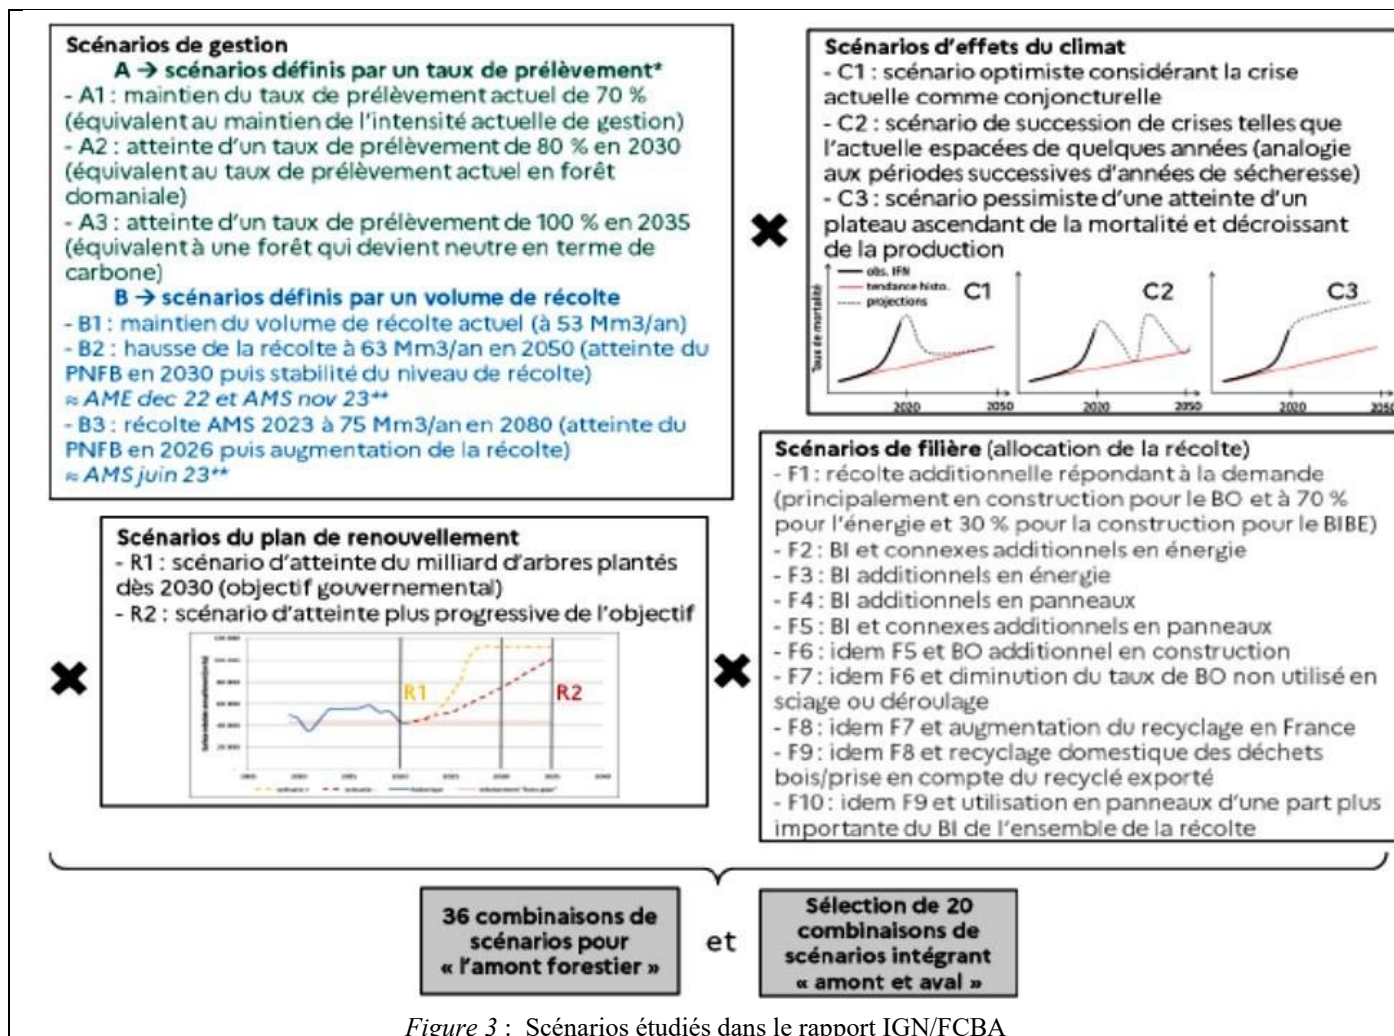 Scénarios de gestion
A → scénarios définis par un taux de prélèvement*
- A1 : maintien du taux de prélèvement actuel de 70 %
(équivalent au maintien de l'intensité actuelle de gestion)
- A2 : atteinte d'un taux de prélèvement de 80 % en 2030
(équivalent au taux de prélèvement actuel en forêt
domaniale)
- A3 : atteinte d'un taux de prélèvement de 100 % en 2035
(équivalent à une forêt qui devient neutre en terme de
carbone)
B → scénarios définis par un volume de récolte
- B1 : maintien du volume de récolte actuel (à 53 Mm3/an)
- B2 : hausse de la récolte à 63 Mm3/an en 2050 (atteinte du
PNFB en 2030 puis stabilité du niveau de récolte)
≈ AME dec 22 et AMS nov 23**
- B3 : récolte AMS 2023 à 75 Mm3/an en 2080 (atteinte du
PNFB en 2026 puis augmentation de la récolte)
≈ AMS juin 23**
Scénarios d'effets du climat
- C1 : scénario optimiste considérant la crise
actuelle comme conjoncturelle
- C2 : scénario de succession de crises telles que
l'actuelle espacées de quelques années (analogie
aux périodes successives d'années de sécheresse)
- C3 : scénario pessimiste d'une atteinte d'un
plateau ascendant de la mortalité et décroissant
de la production
obs. IFN
tendance histo.
projections
C1
C2
C3
Taux de mortalité
2020
2050
2020
2050
2020
2050
Scénarios du plan de renouvellement
- R1 : scénario d'atteinte du milliard d'arbres plantés
dès 2030 (objectif gouvernemental)
- R2 : scénario d'atteinte plus progressive de l'objectif
R1
R2
Scénarios de filière (allocation de la récolte)
- F1 : récolte additionnelle répondant à la demande
(principalement en construction pour le BO et à 70 %
pour l'énergie et 30 % pour la construction pour le BIBE)
- F2 : BI et connexes additionnels en énergie
- F3 : BI additionnels en énergie
- F4 : BI additionnels en panneaux
- F5 : BI et connexes additionnels en panneaux
- F6 : idem F5 et BO additionnel en construction
- F7 : idem F6 et diminution du taux de BO non utilisé en
sciage ou déroulage
- F8 : idem F7 et augmentation du recyclage en France
- F9 : idem F8 et recyclage domestique des déchets
bois/prise en compte du recyclé exporté
- F10 : idem F9 et utilisation en panneaux d'une part plus
importante du BI de l'ensemble de la récolte
36 combinaisons de
scénarios pour
« l'amont forestier »
et
Sélection de 20
combinaisons de
scénarios intégrant
« amont et aval »
Figure 3 : Scénarios étudiés dans le rapport IGN/FCBA